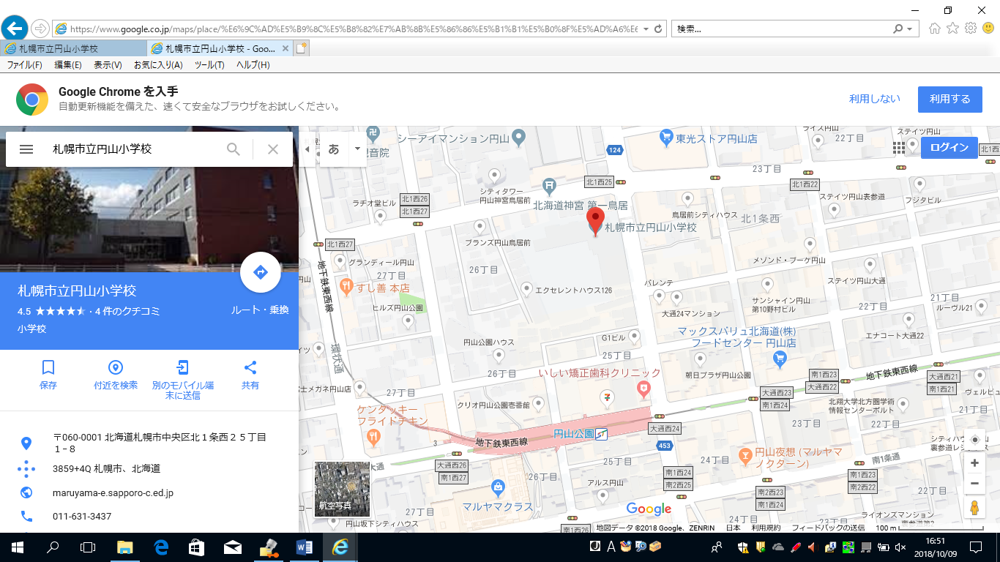 https://www.google.co.jp/maps/place/%E6%9C%AD%E5%B9%8C%E5%B8%82%E7%AB%8B%E5%86%86%E5%B1%B1%E5%B0%8F%E5%AD%A6%E6
検索...
札幌市立円山小学校
札幌市立円山小学校 - Goo...
ファイル(F) 編集(E) 表示(V) お気に入り(A) ツール(T) ヘルプ(H)
Google Chrome を入手
自動更新機能を備えた、速くて安全なブラウザをお試しください。
利用しない
利用する
札幌市立円山小学校
札幌市立円山小学校
4.5 ★★★★★ · 4 件のクチコミ
小学校
ルート・乗換
保存
付近を検索
別のモバイル端
末に送信
共有
〒060-0001 北海道札幌市中央区北１条西２５丁目
１−８
3859+4Q 札幌市、北海道
maruyama-e.sapporo-c.ed.jp
011-631-3437
あ
ログイン
観音院
シーアイマンション円山
124
東光ストア円山店
ライズ円山
22丁目
ステイツ円山
23丁目
北1西25
北1西22
シティタワー
円山神宮鳥居前
北海道神宮 第一鳥居
ラチオ堂ビル
北1西26
北1西27
鳥居前シティハウス
北1条西
ステイツ円山裏参道
フジタビル
札幌市立円山小学校
ブランズ円山鳥居前
北1西27
グランディール円山
27丁目
26丁目
すし善 本店
ヒルズ円山公園
エクセレントハウス126
バレンテ
大通24マンション
メゾンド・ブーケ円山
ステイツ円山大通
サンシャイン円山
第10野村ビル
21丁目
ルーヴル21
エナコート大通22
マックスバリュ北海道(株)
フードセンター 円山店
G1ビル
25丁目
円山公園ハウス
地下鉄東西線
環状通
26丁目
いしい矯正歯科クリニック
朝日プラザ円山公園
南1西23
大通西22
地下鉄東西線
大通西21
南1西21
ヴェルビュ
富士メガネ円山店
27丁目
クリオ円山公園壱番館
大通西23
南1西24
北翔大学北方圏学術
情報センターポルト
ケンタッキー
フライドチキン
円山公園
地下鉄東西線
3
大通西24
453
23丁目
22丁目
大通西26
南1西27
円山夜想 (マルヤマ
ノクターン)
南1条通
25丁目
24丁目
26丁目
南1西24
南2西25
アルス円山
南1西23
南2西22
マルヤマクラス
南2西23
南1西24
24丁目
23丁目
27丁目
円山坂下シティハウス
南1西26
ライオンズマンション
航空写真
Google
地図データ ©2018 Google、ZENRIN 日本 利用規約 フィードバックの送信 100 m
16:51
2018/10/09